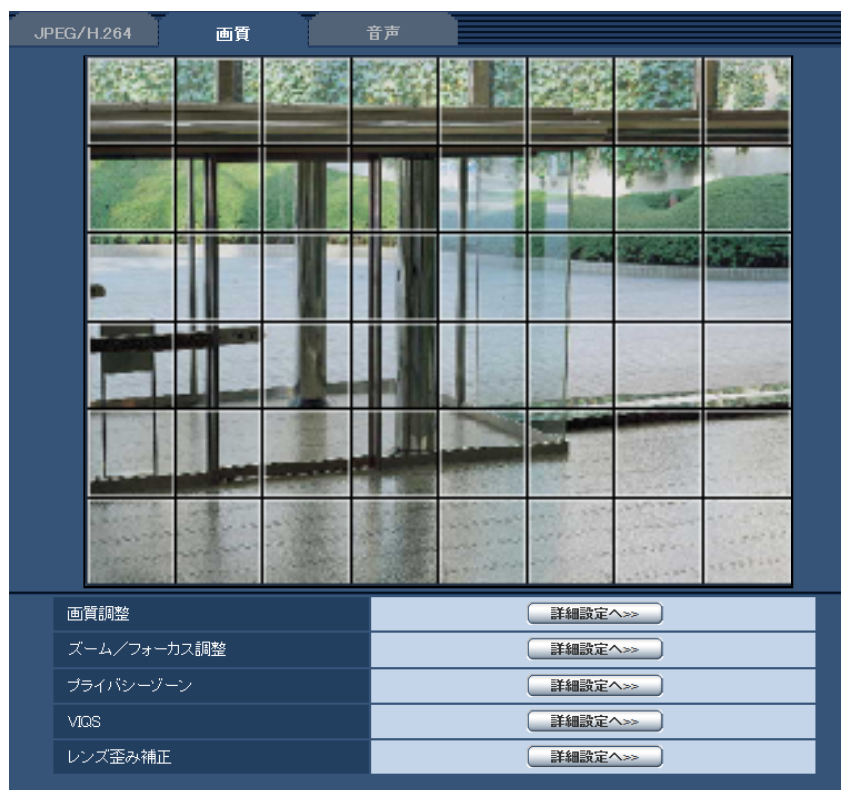 JPEG/H.264 画質 音声
画質調整 詳細設定へ>>
ズーム／フォーカス調整 詳細設定へ>>
プライバシーゾーン 詳細設定へ>>
VIQS 詳細設定へ>>
レンズ歪み補正 詳細設定へ>>